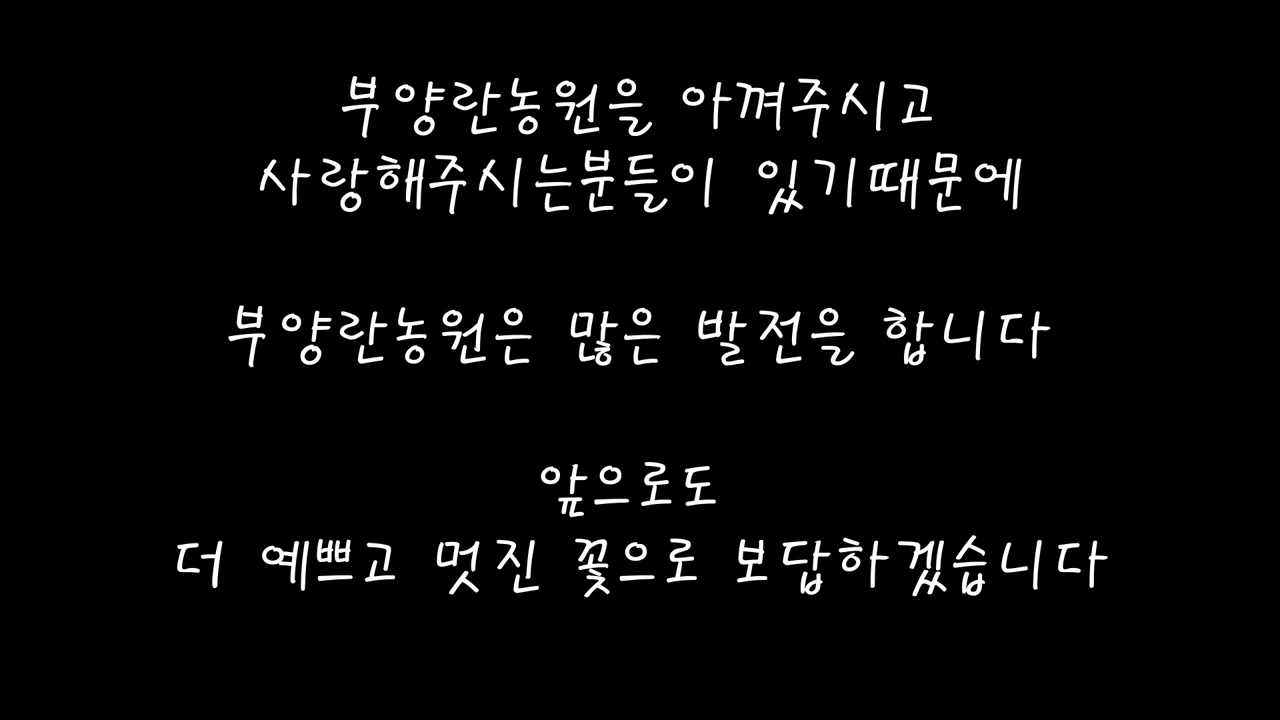 부양란농원을 아껴주시고
사랑해주시는분들이 있기때문에
부양란농원은 많은 발전을 합니다
앞으로도
더 예쁘고 멋진 꽃으로 보답하겠습니다